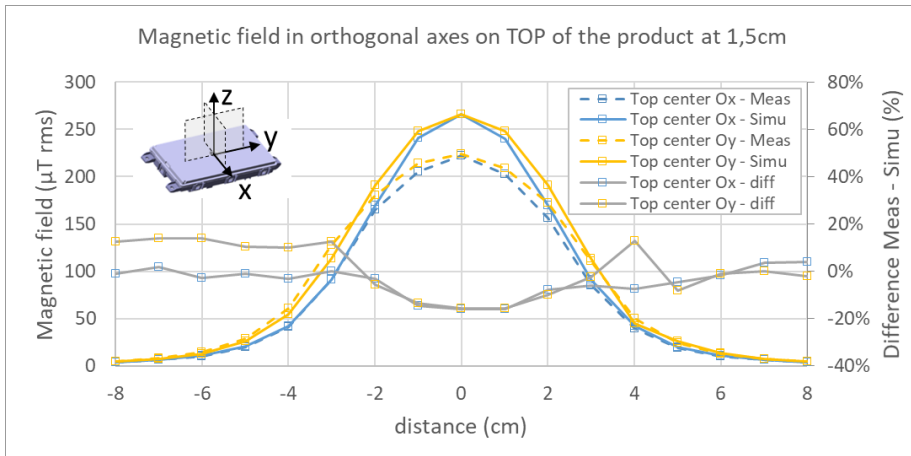 Magnetic field in orthogonal axes on TOP of the product at 1,5cm
Magnetic field (µT rms)
300
250
200
150
100
50
0
z
y
x
Top center Ox - Meas
Top center Ox - Simu
Top center Oy - Meas
Top center Oy - Simu
Top center Ox - diff
Top center Oy - diff
80%
60%
40%
20%
0%
-20%
-40%
Difference Meas - Simu (%)
-8 -6 -4 -2 0 2 4 6 8
distance (cm)